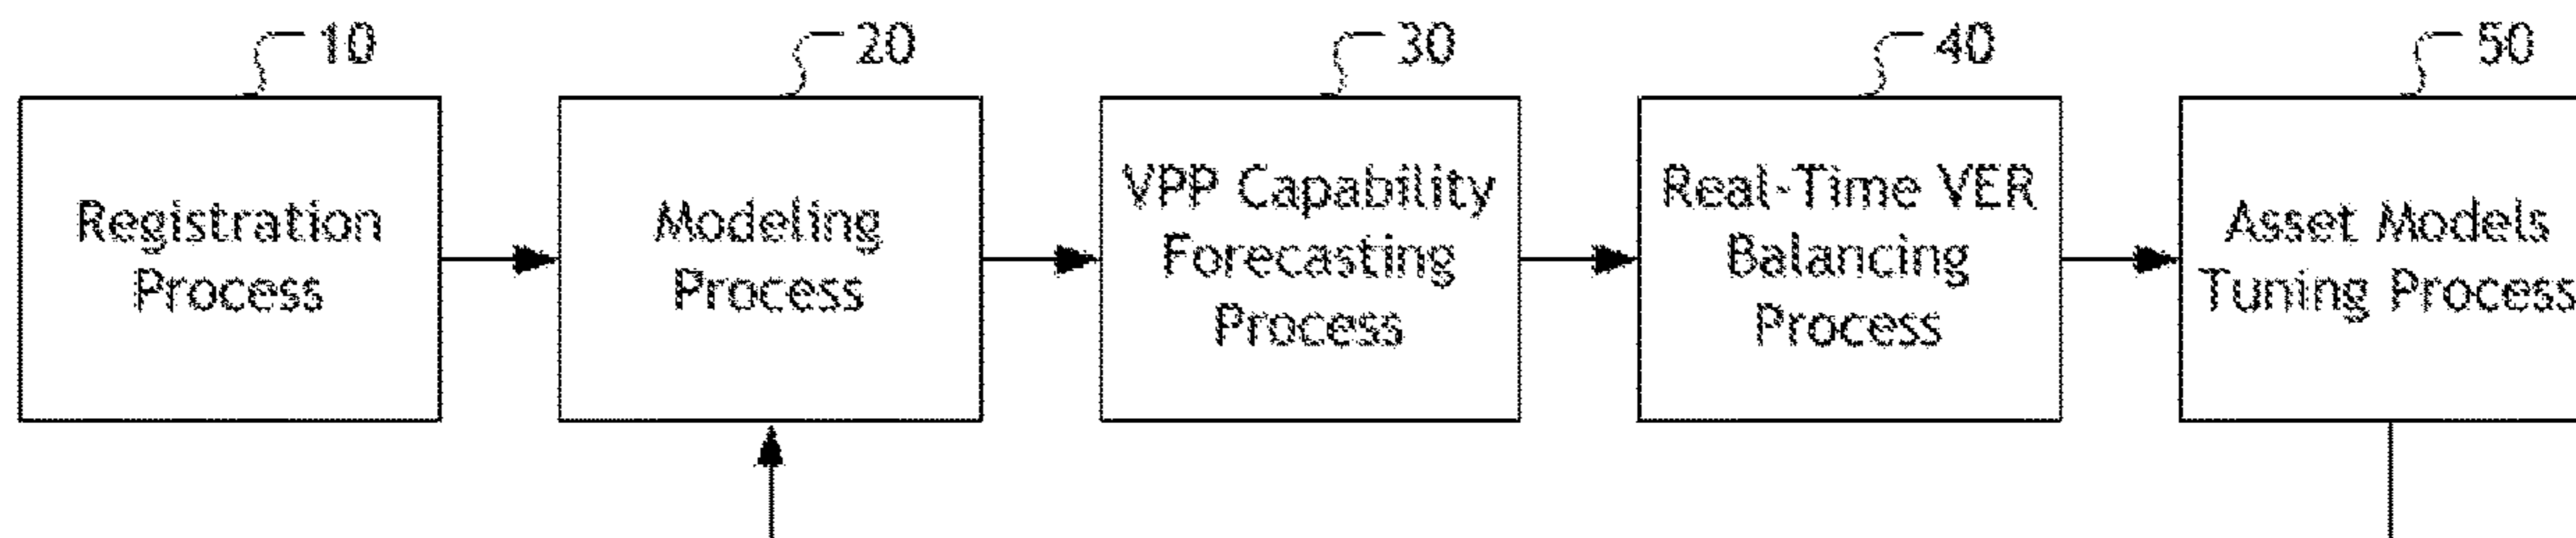 10
20
30
40
50
Registration
Process
Modeling
Process
VPP Capability
Forecasting
Process
Real-Time VER
Balancing
Process
Asset Models
Tuning Process